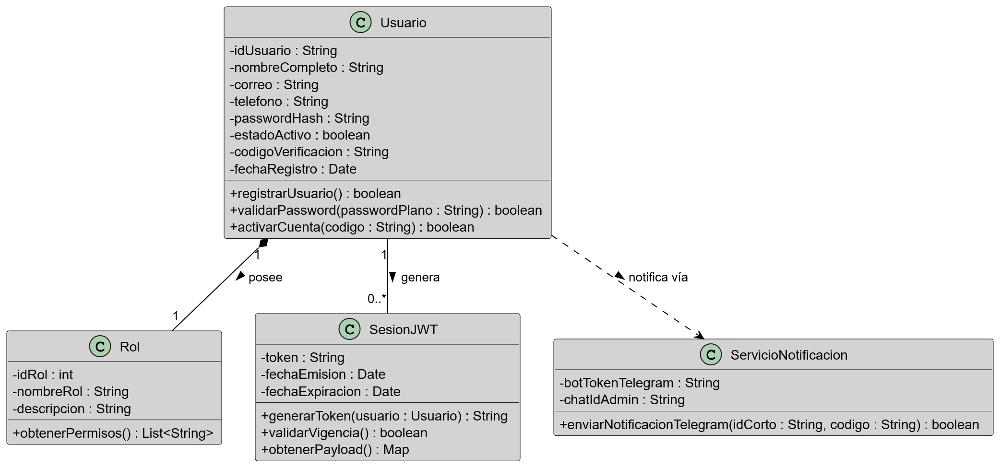 C Usuario
-idUsuario : String
-nombreCompleto : String
-correo : String
-telefono : String
-passwordHash : String
-estadoActivo : boolean
-codigoVerificacion : String
-fechaRegistro : Date
+registrarUsuario() : boolean
+validarPassword(passwordPlano : String) : boolean
+activarCuenta(codigo : String) : boolean
1
posee
1
1
genera
0..*
notifica vía
C Rol
-idRol : int
-nombreRol : String
-descripcion : String
+obtenerPermisos() : List<String>
C SesionJWT
-token : String
-fechaEmision : Date
-fechaExpiracion : Date
+generarToken(usuario : Usuario) : String
+validarVigencia() : boolean
+obtenerPayload() : Map
C ServicioNotificacion
-botTokenTelegram : String
-chatIdAdmin : String
+enviarNotificacionTelegram(idCorto : String, codigo : String) : boolean